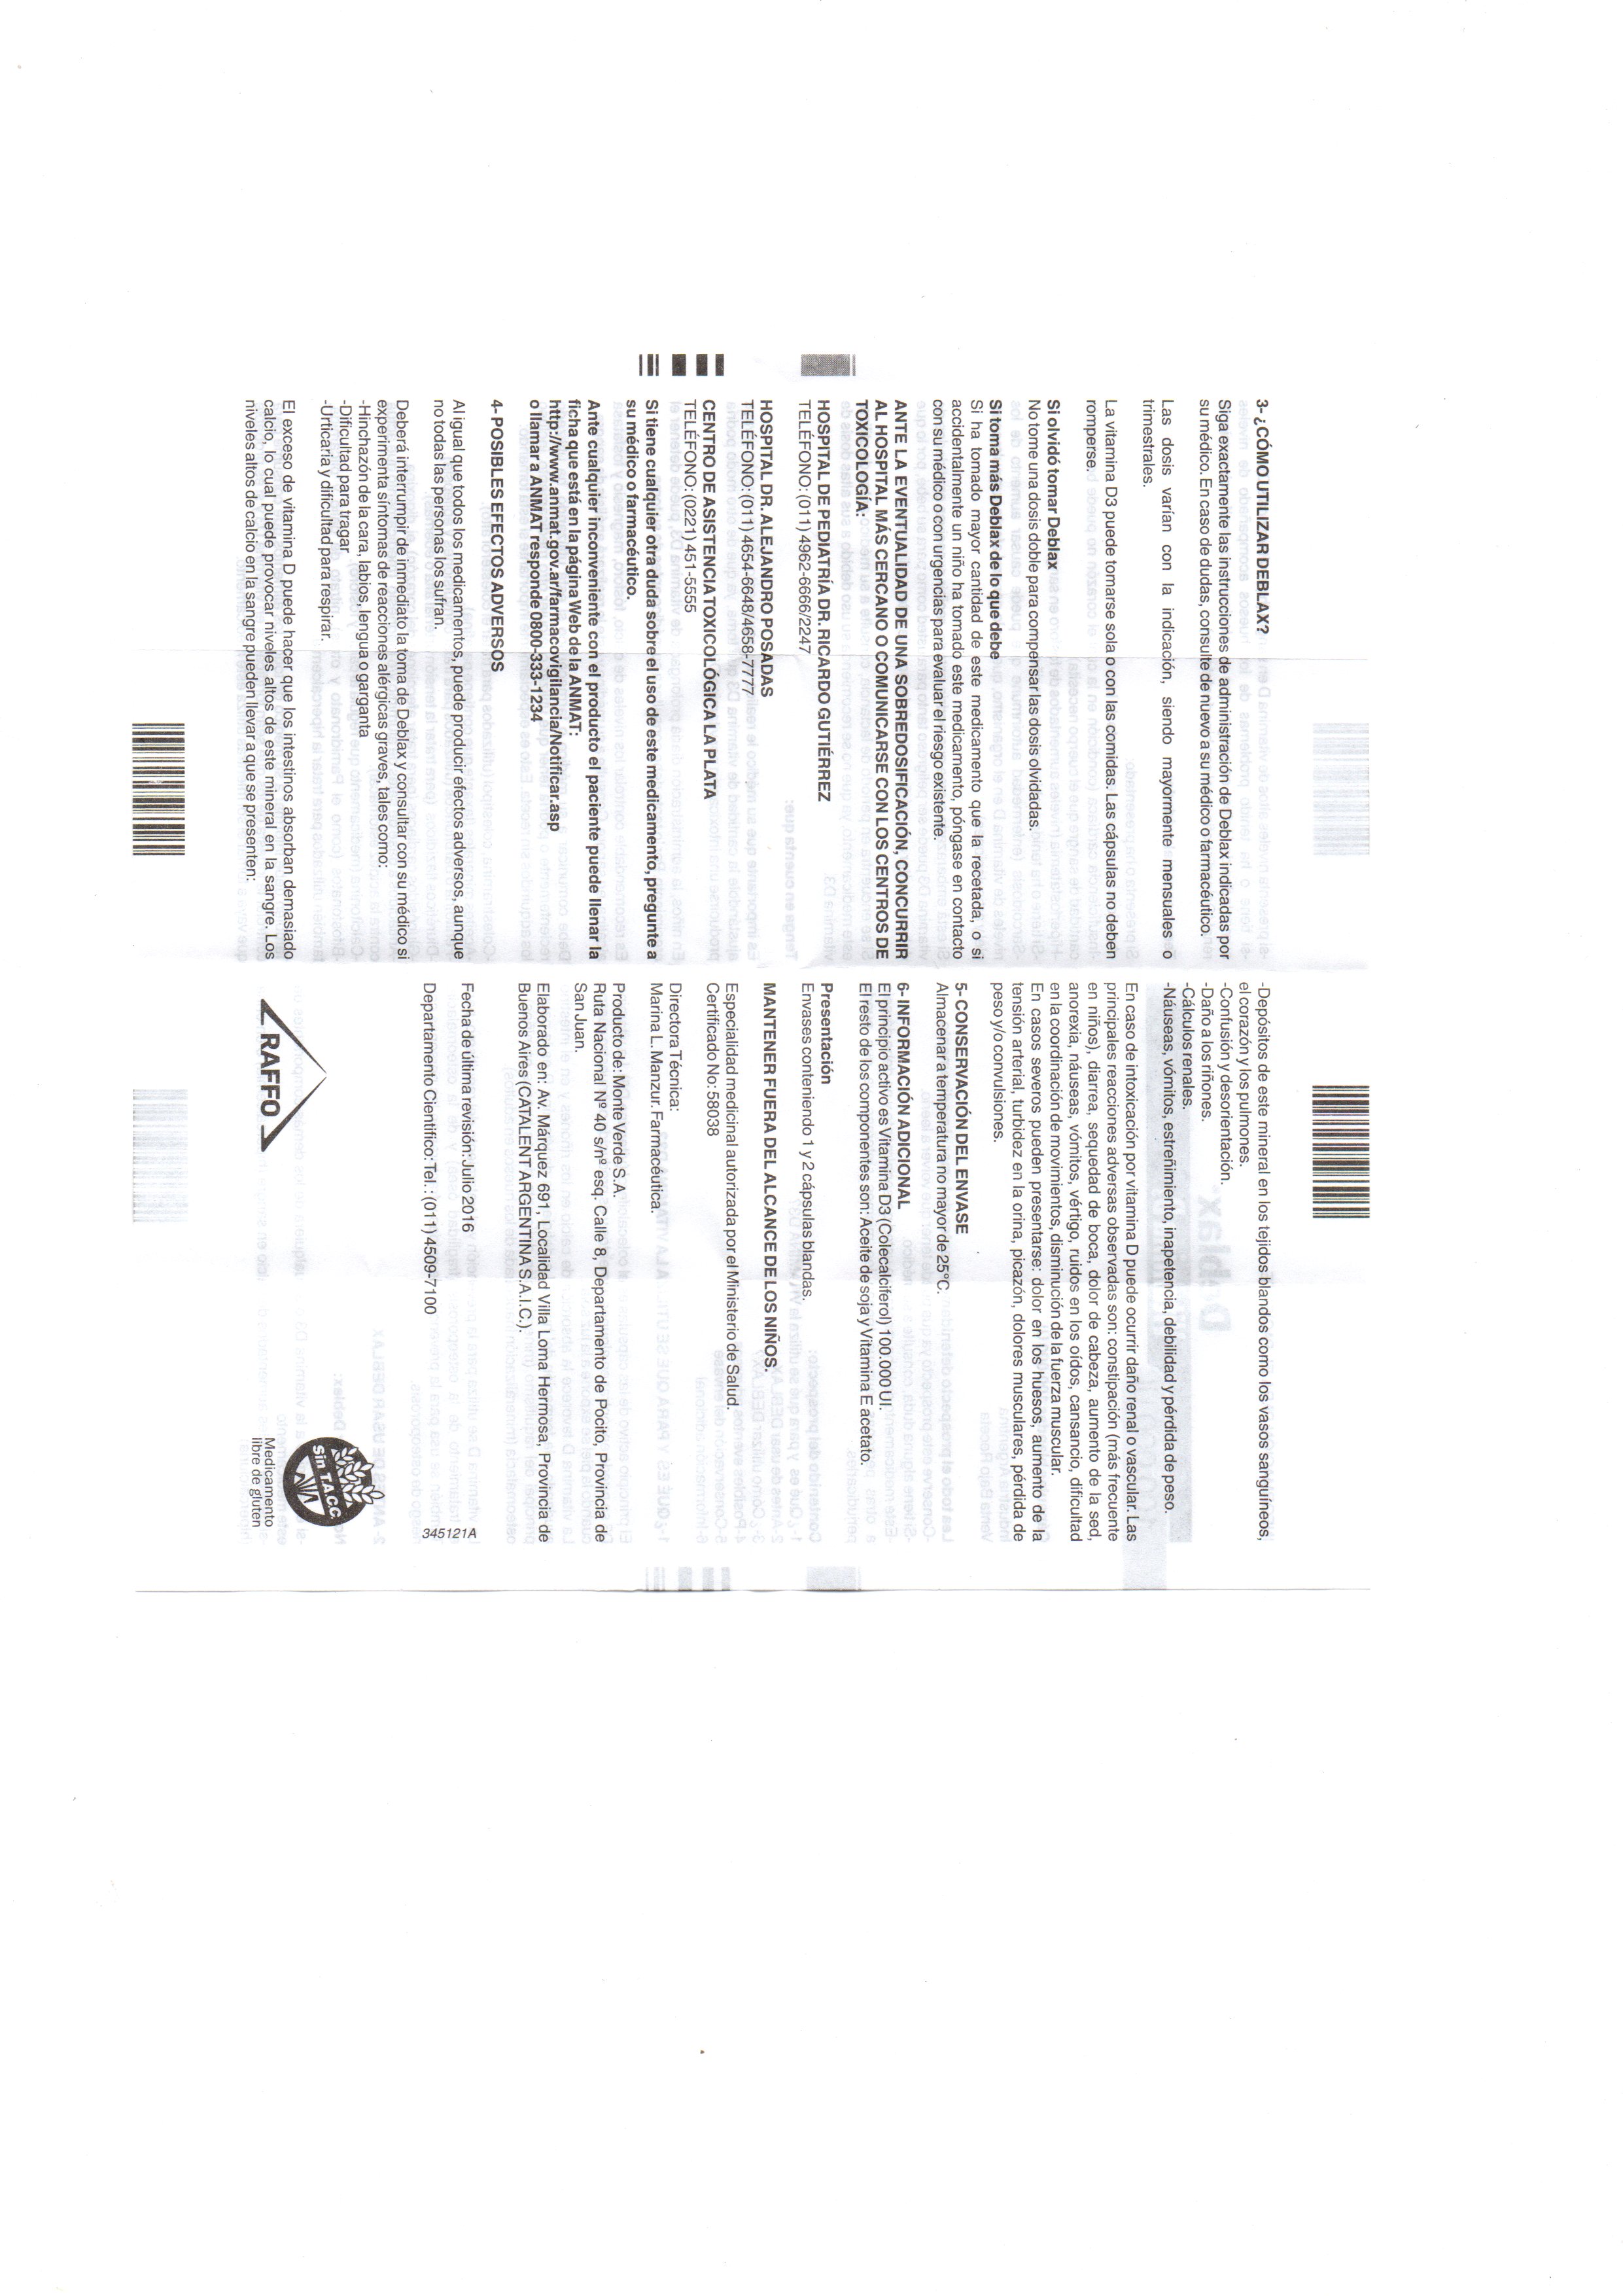 3- ¿CÓMO UTILIZAR DEBLAX?
Siga exactamente las instrucciones de administración de Deblax indicadas por
su médico. En caso de dudas, consulte de nuevo a su médico o farmacéutico.
Las dosis varían con la indicación, siendo mayormente mensuales o
trimestrales.
La vitamina D3 puede tomarse sola o con las comidas. Las cápsulas no deben
romperse.
Si olvidó tomar Deblax
No tome una dosis doble para compensar las dosis olvidadas.
Si toma más Deblax de lo que debe
Si ha tomado mayor cantidad de este medicamento que la recetada, o si
accidentalmente un niño ha tomado este medicamento, póngase en contacto
con su médico o con urgencias para evaluar el riesgo existente.
ANTE LA EVENTUALIDAD DE UNA SOBREDOSIFICACIÓN, CONCURRIR
AL HOSPITAL MÁS CERCANO O COMUNICARSE CON LOS CENTROS DE
TOXICOLOGÍA:
HOSPITAL DE PEDIATRÍA DR. RICARDO GUTIÉRREZ
TELÉFONO: (011) 4962-6666/2247
HOSPITAL DR. ALEJANDRO POSADAS
TELÉFONO: (011) 4654-6648/4658-7777
CENTRO DE ASISTENCIA TOXICOLÓGICA LA PLATA
TELÉFONO: (0221) 451-5555
Si tiene cualquier otra duda sobre el uso de este medicamento, pregunte a
su médico o farmacéutico.
Ante cualquier inconveniente con el producto el paciente puede llenar la
ficha que está en la página Web de la ANMAT:
http://www.anmat.gov.ar/farmacovigilancia/Notificar.asp
o llamar a ANMAT responde 0800-333-1234
4- POSIBLES EFECTOS ADVERSOS
Al igual que todos los medicamentos, puede producir efectos adversos, aunque
no todas las personas los sufran.
Deberá interrumpir de inmediato la toma de Deblax y consultar con su médico si
experimenta síntomas de reacciones alérgicas graves, tales como:
-Hinchazón de la cara, labios, lengua o garganta
-Dificultad para tragar
-Urticaria y dificultad para respirar.
El exceso de vitamina D puede hacer que los intestinos absorban demasiado
calcio, lo cual puede provocar niveles altos de este mineral en la sangre. Los
niveles altos de calcio en la sangre pueden llevar a que se presenten:
-Depósitos de este mineral en los tejidos blandos como los vasos sanguíneos,
el corazón y los pulmones.
-Confusión y desorientación.
-Daño a los riñones.
-Cálculos renales.
-Náuseas, vómitos, estreñimiento, inapetencia, debilidad y pérdida de peso.
En caso de intoxicación por vitamina D puede ocurrir daño renal o vascular. Las
principales reacciones adversas observadas son: constipación (más frecuente
en niños), diarrea, sequedad de boca, dolor de cabeza, aumento de la sed,
anorexia, náuseas, vómitos, vértigo, ruidos en los oídos, cansancio, dificultad
en la coordinación de movimientos, disminución de la fuerza muscular.
En casos severos pueden presentarse: dolor en los huesos, aumento de la
tensión arterial, turbidez en la orina, picazón, dolores musculares, pérdida de
peso y/o convulsiones.
5- CONSERVACIÓN DEL ENVASE
Almacenar a temperatura no mayor de 25°C.
6- INFORMACIÓN ADICIONAL
El principio activo es Vitamina D3 (Colecalciferol) 100.000 UI.
El resto de los componentes son: Aceite de soja y Vitamina E acetato.
Presentación
Envases conteniendo 1 y 2 cápsulas blandas.
MANTENER FUERA DEL ALCANCE DE LOS NIÑOS.
Especialidad medicinal autorizada por el Ministerio de Salud.
Certificado No: 58038
Directora Técnica:
Marina L. Manzur. Farmacéutica.
Producto de: Monte Verde S.A.
Ruta Nacional Nº 40 s/nº esq. Calle 8, Departamento de Pocito, Provincia de
San Juan.
Elaborado en: Av. Márquez 691, Localidad Villa Loma Hermosa, Provincia de
Buenos Aires (CATALENT ARGENTINA S.A.I.C.).
Fecha de última revisión: Julio 2016
Departamento Científico: Tel. : (011) 4509-7100
345121A
RAFFO
sin T.A.C.C.
Medicamento
libre de gluten